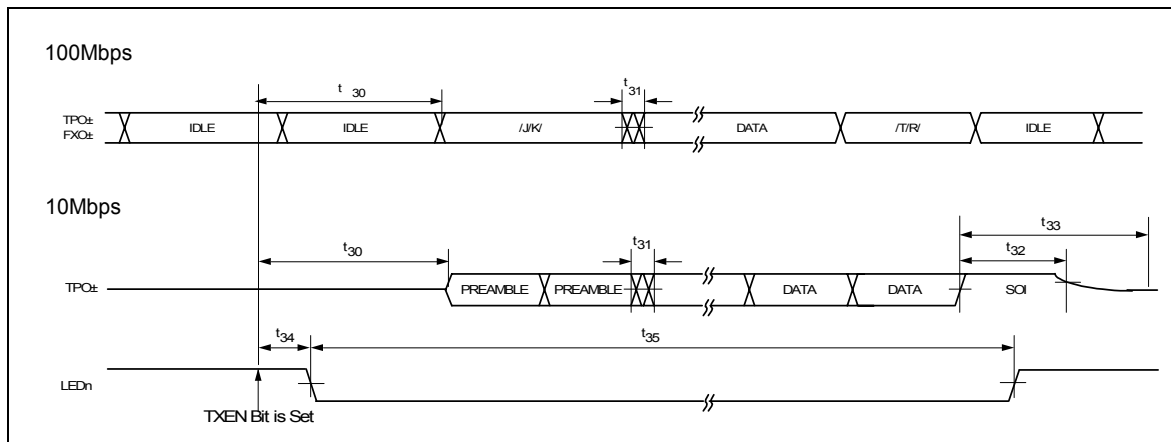 100Mbps
t 30
t 31
TPO±
FXO±
IDLE
IDLE
/J/K/
DATA
/T/R/
IDLE
10Mbps
t33
t30
t31
t32
TPO±
PREAMBLE
PREAMBLE
DATA
DATA
SOI
t34
t35
LEDn
TXEN Bit is Set